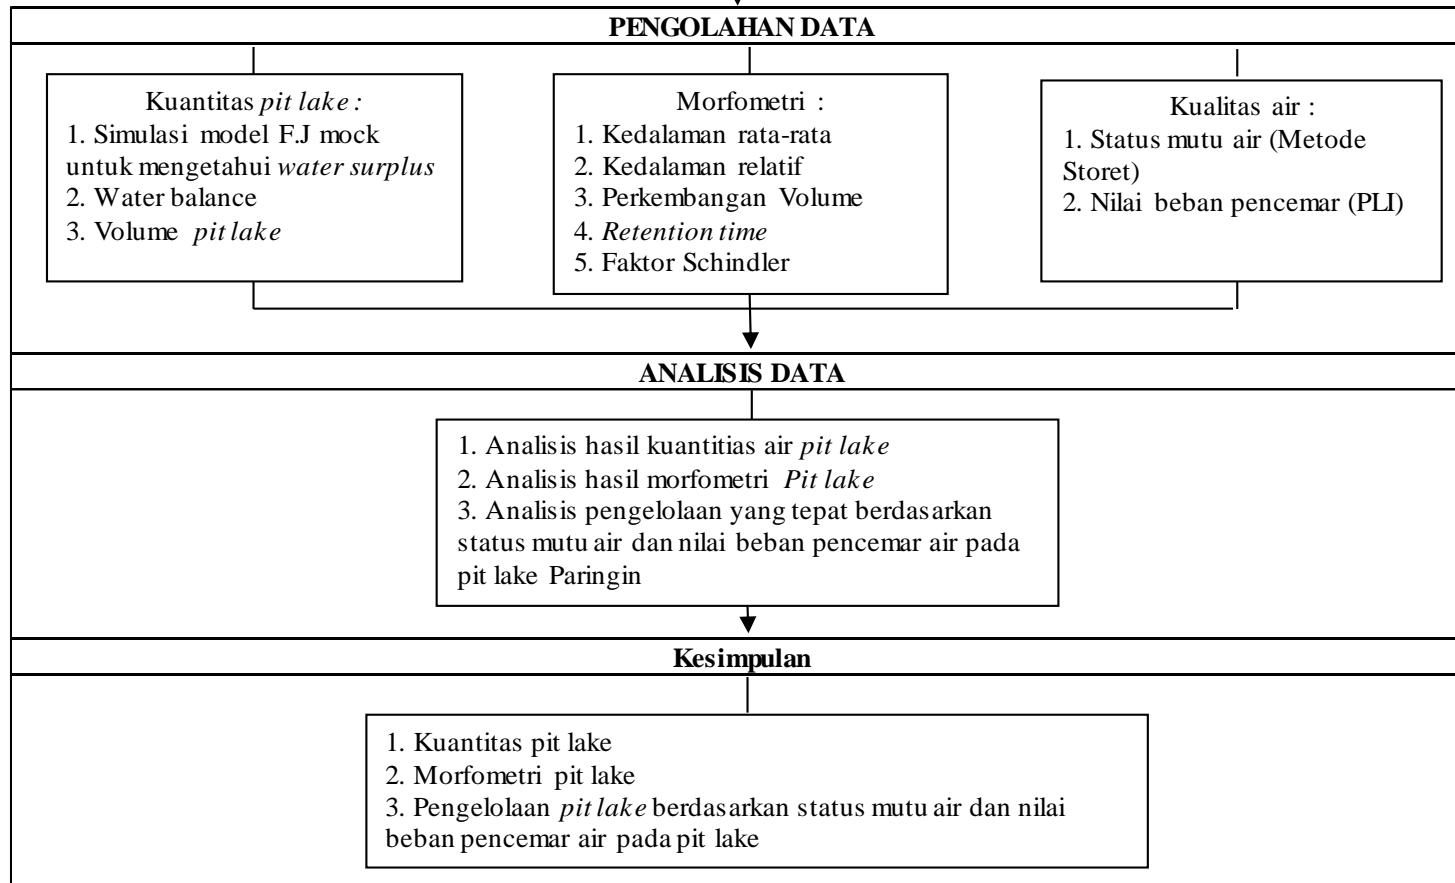 PENGOLAHAN DATA
Kuantitas pit lake :
1. Simulasi model F.J mock
untuk mengetahui water surplus
2. Water balance
3. Volume pit lake
Morfometri :
1. Kedalaman rata-rata
2. Kedalaman relatif
3. Perkembangan Volume
4. Retention time
5. Faktor Schindler
Kualitas air :
1. Status mutu air (Metode
Storet)
2. Nilai beban pencemar (PLI)
ANALISIS DATA
1. Analisis hasil kuantitias air pit lake
2. Analisis hasil morfometri Pit lake
3. Analisis pengelolaan yang tepat berdasarkan
status mutu air dan nilai beban pencemar air pada
pit lake Paringin
Kesimpulan
1. Kuantitas pit lake
2. Morfometri pit lake
3. Pengelolaan pit lake berdasarkan status mutu air dan nilai
beban pencemar air pada pit lake